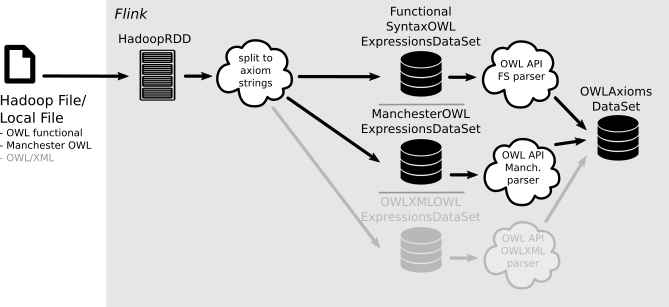 Flink
HadoopRDD
Hadoop File/
Local File
- OWL functional
- Manchester OWL
- OWL/XML
split to
axiom
strings
Functional
SyntaxOWL
ExpressionsDataSet
OWL API
FS parser
ManchesterOWL
ExpressionsDataSet
OWL API
Manch.
parser
OWLXMLOWL
ExpressionsDataSet
OWL API
OWLXML
parser
OWLAxioms
DataSet